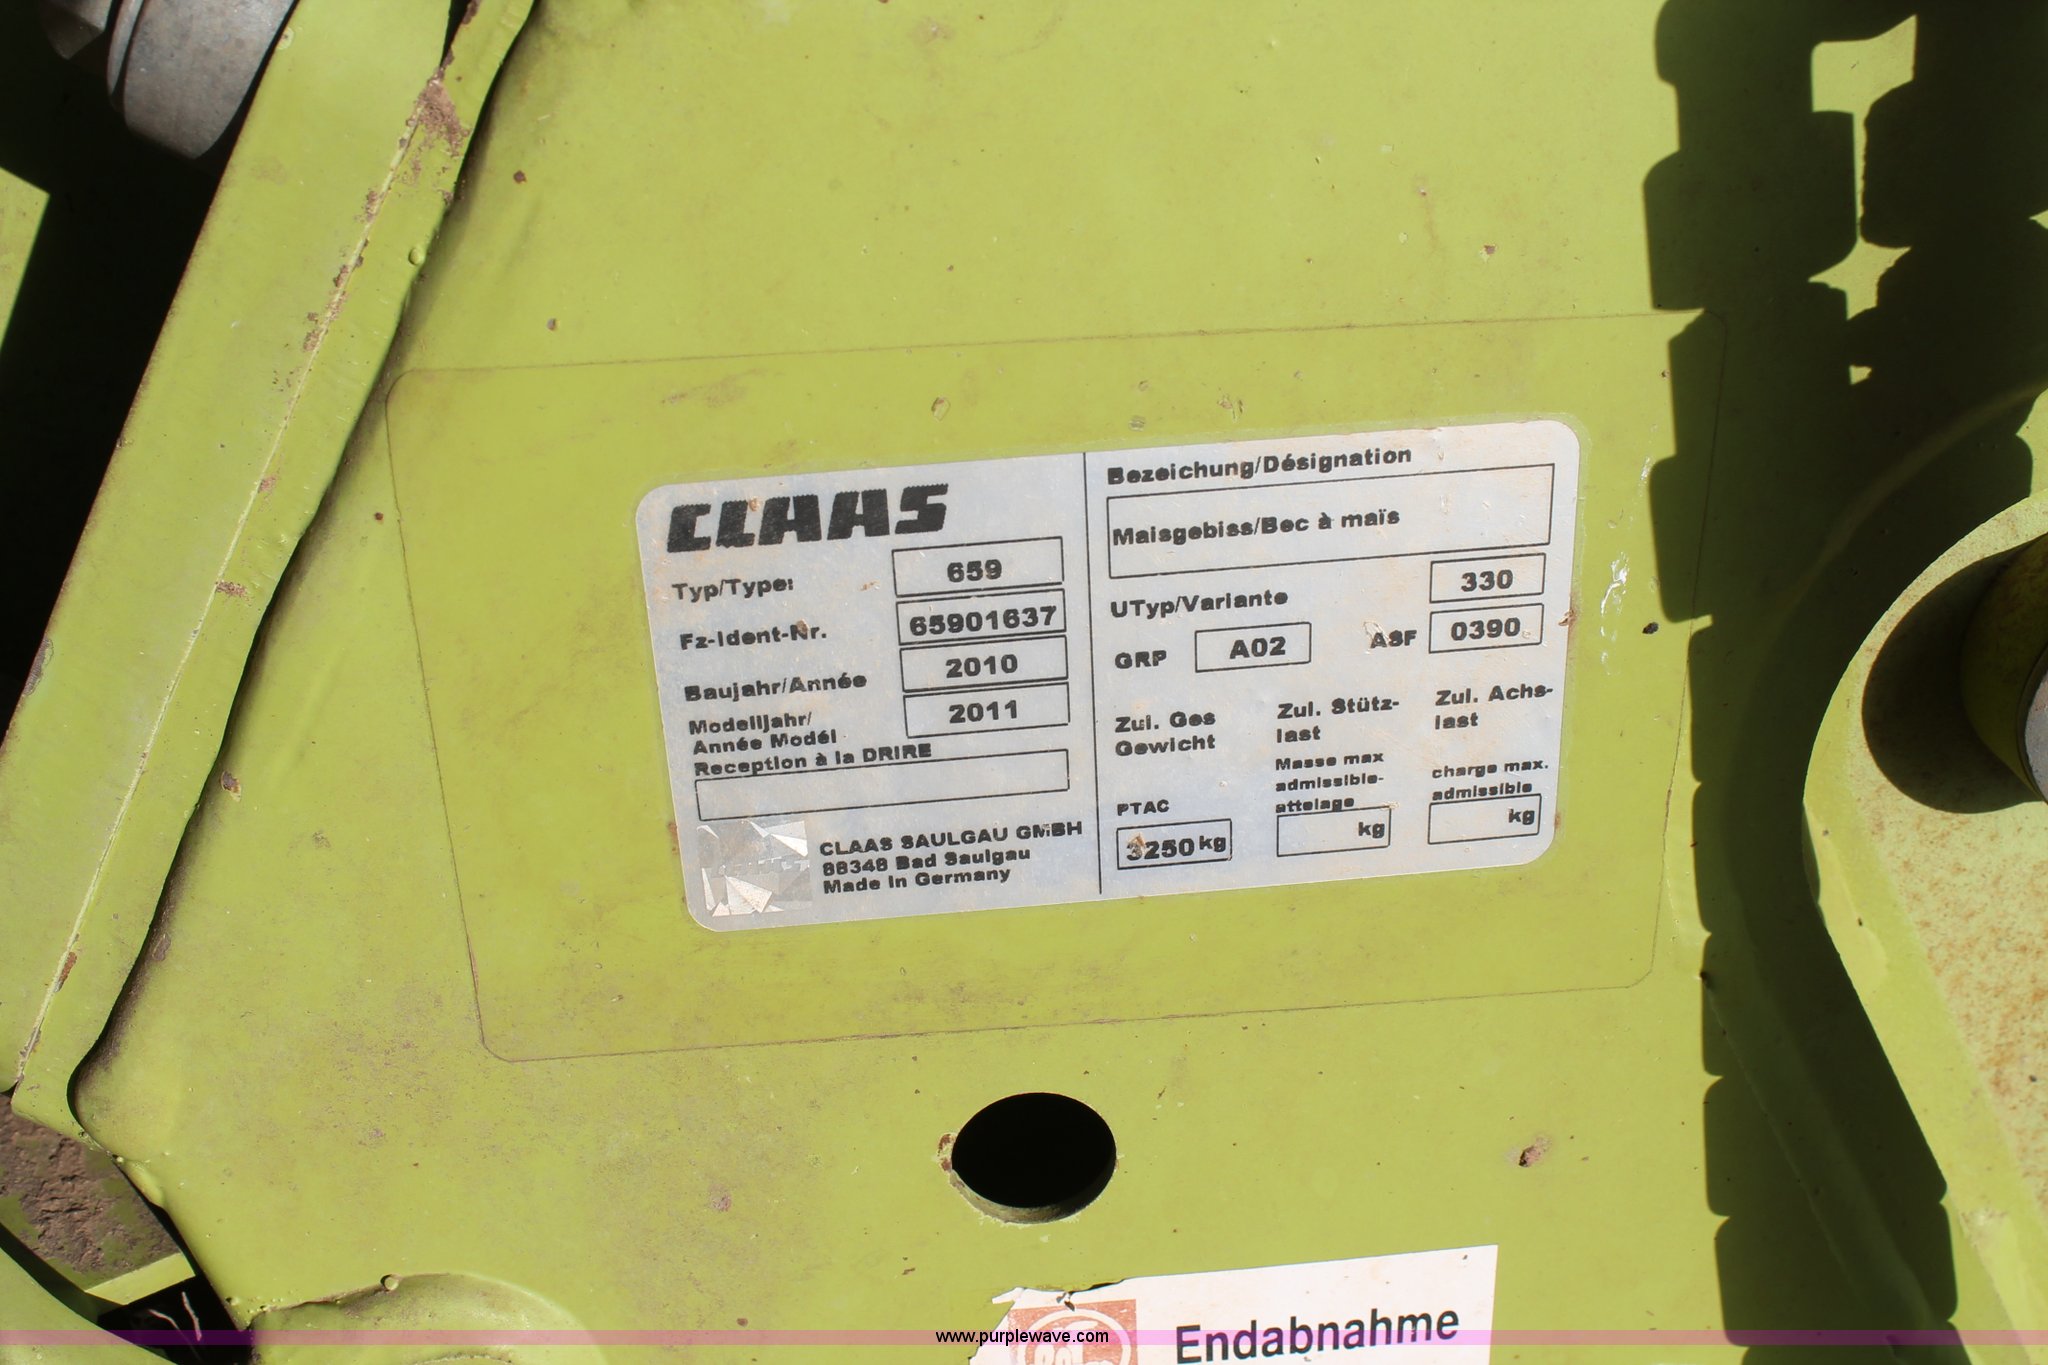 CLAAS
Typ/Type: 659
Fz-Ident-Nr. 65901637
Baujahr/Année 2010
Modelljahr/
Année Modél 2011
Reception à la DRIRE
CLAAS SAULGAU GMBH
88348 Bad Saulgau
Made in Germany
Bezeichung/Désignation
Maisgebiss/Bec à maïs
UTyp/Variante 330
GRP A02 ASF 0390
Zul. Ges
Gewicht
PTAC
3250 kg
Zul. Stütz-
last
Masse max
admissible-
attelage
kg
Zul. Achs-
last
charge max.
admissible
kg
Endabnahme
www.purplewave.com